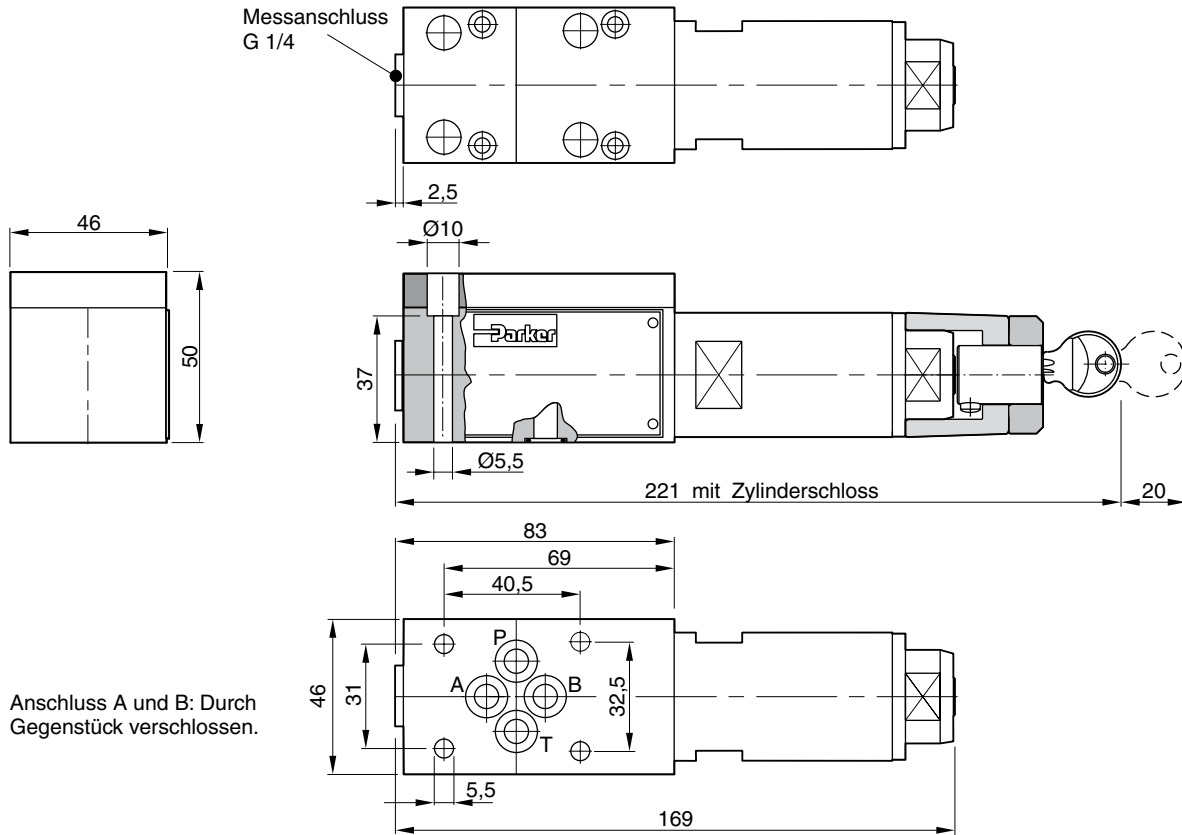 Messanschluss
G 1/4
2,5
46
Ø10
50
Parker
37
Ø5,5
221 mit Zylinderschloss
20
83
69
40,5
P
A
B
T
46
31
32,5
Anschluss A und B: Durch
Gegenstück verschlossen.
5,5
169